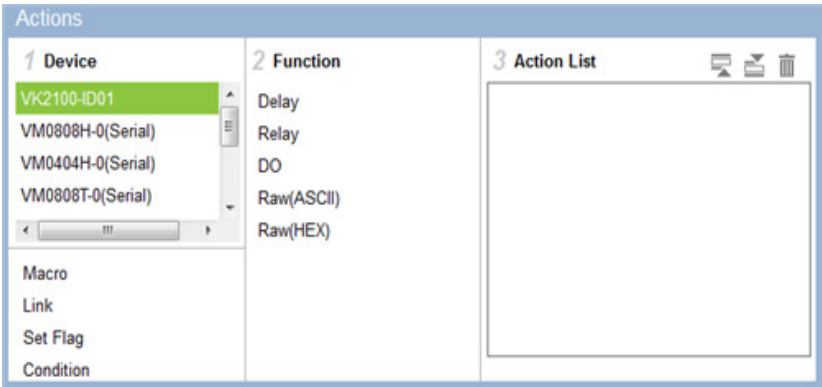 Actions
1 Device
VK2100-ID01
VM0808H-0(Serial)
VM0404H-0(Serial)
VM0808T-0(Serial)
Macro
Link
Set Flag
Condition
2 Function
Delay
Relay
DO
Raw(ASCII)
Raw(HEX)
3 Action List